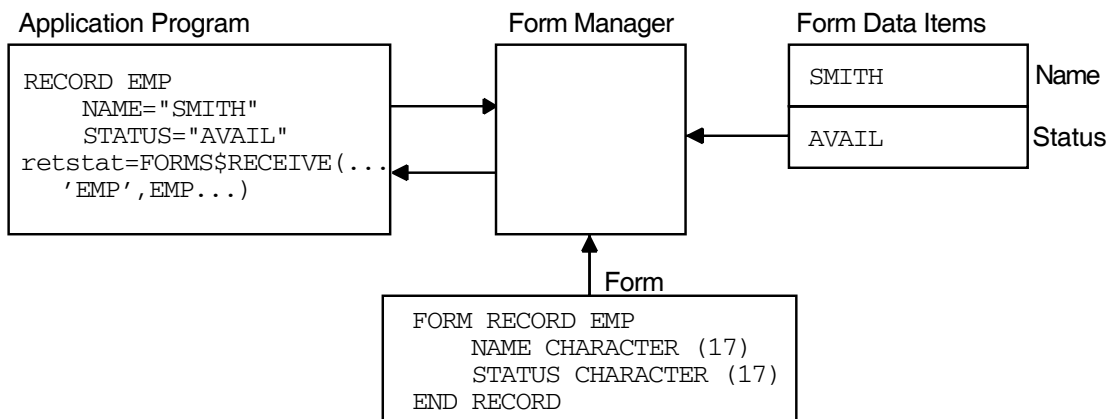 Application Program
RECORD EMP
NAME="SMITH"
STATUS="AVAIL"
retstat=FORMS$RECEIVE(...
'EMP',EMP...)
Form Manager
Form Data Items
SMITH
Name
AVAIL
Status
Form
FORM RECORD EMP
NAME CHARACTER (17)
STATUS CHARACTER (17)
END RECORD